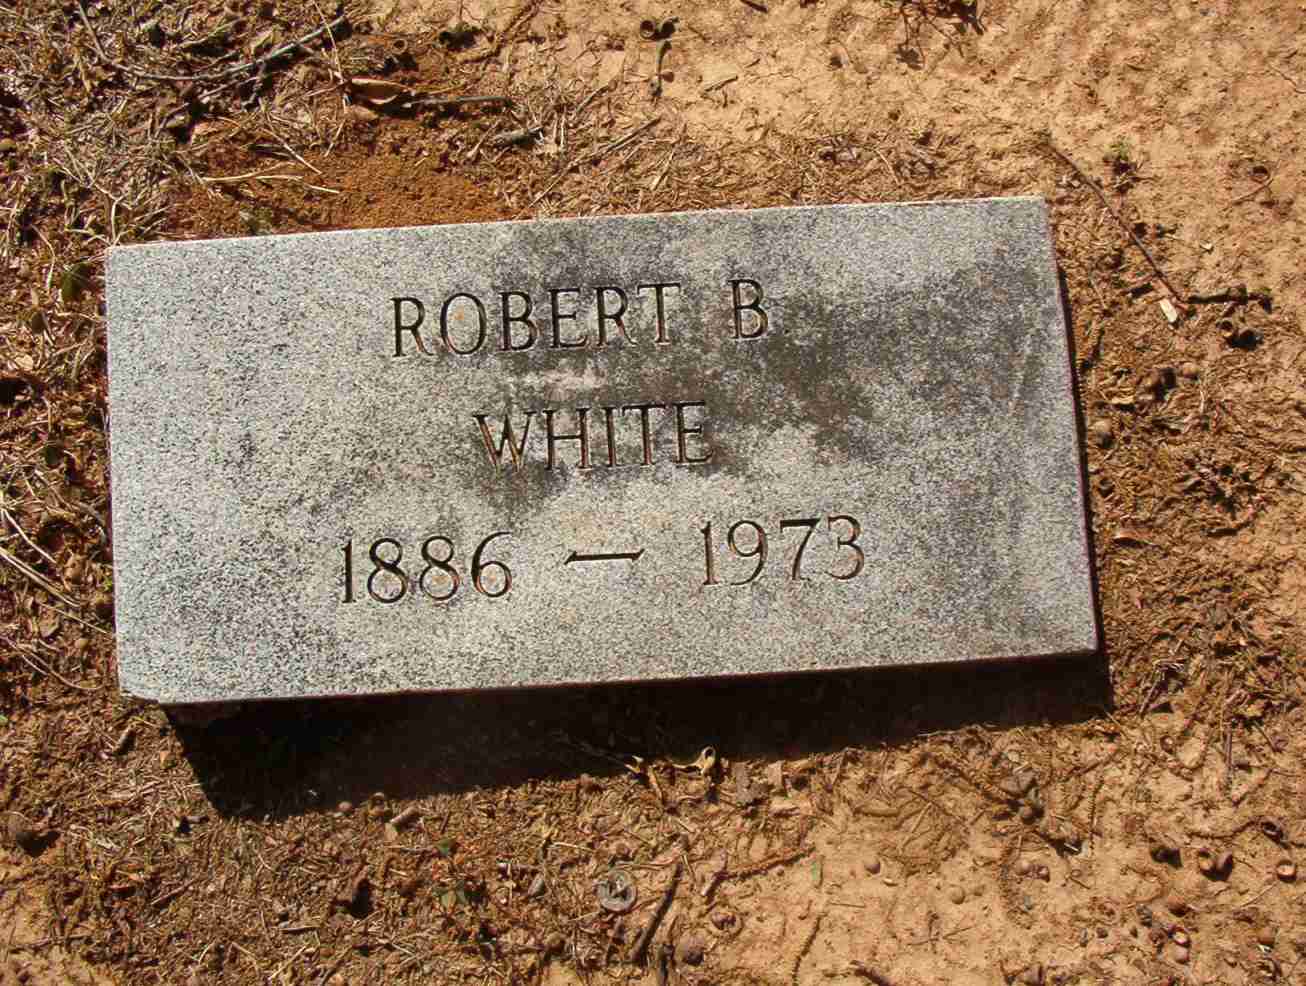 ROBERT B.
WHITE
1886 — 1973